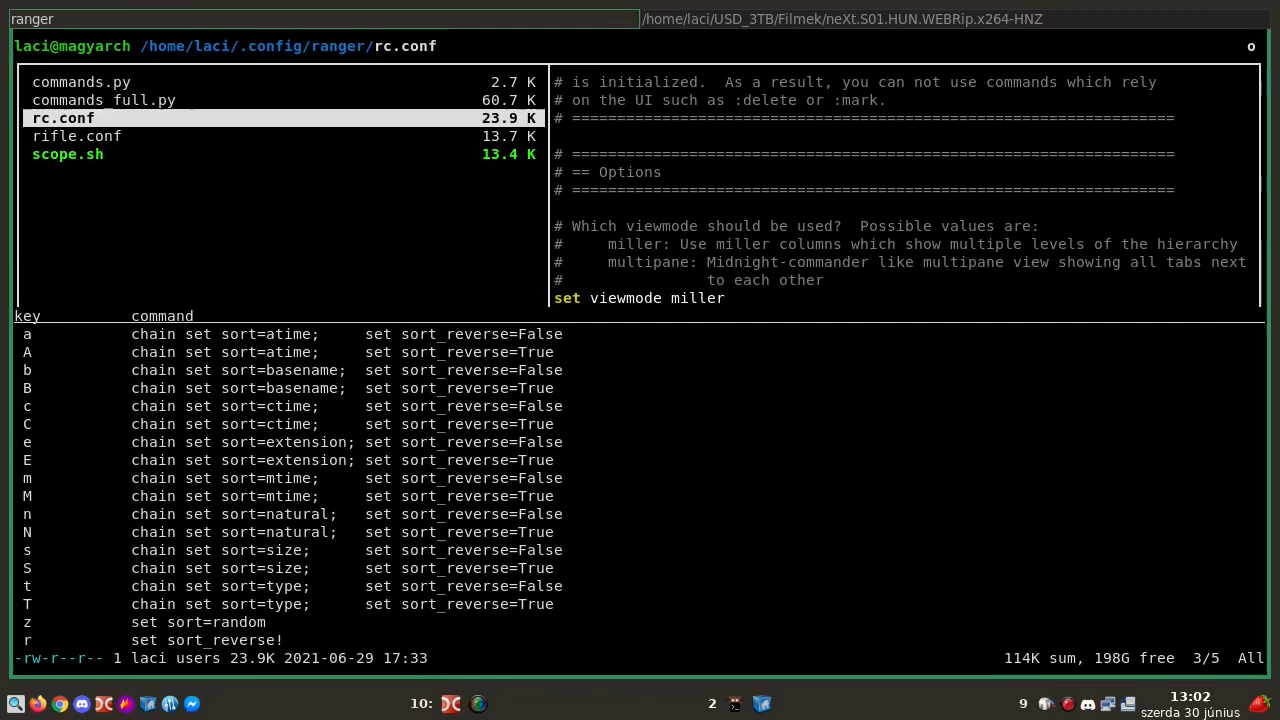 ranger /home/laci/USD_3TB/Filmek/neXt.S01.HUN.WEBRip.x264-HNZ
laci@magyarch /home/laci/.config/ranger/rc.conf o
commands.py 2.7 K
commands_full.py 60.7 K
rc.conf 23.9 K
rifle.conf 13.7 K
scope.sh 13.4 K
# is initialized.  As a result, you can not use commands which rely
# on the UI such as :delete or :mark.
# ===================================================================
# ===================================================================
# == Options
# ===================================================================
# Which viewmode should be used?  Possible values are:
#     miller: Use miller columns which show multiple levels of the hierarchy
#     multipane: Midnight-commander like multipane view showing all tabs next
#                to each other
set viewmode miller
key          command
a            chain set sort=atime;     set sort_reverse=False
A            chain set sort=atime;     set sort_reverse=True
b            chain set sort=basename;  set sort_reverse=False
B            chain set sort=basename;  set sort_reverse=True
c            chain set sort=ctime;     set sort_reverse=False
C            chain set sort=ctime;     set sort_reverse=True
e            chain set sort=extension; set sort_reverse=False
E            chain set sort=extension; set sort_reverse=True
m            chain set sort=mtime;     set sort_reverse=False
M            chain set sort=mtime;     set sort_reverse=True
n            chain set sort=natural;   set sort_reverse=False
N            chain set sort=natural;   set sort_reverse=True
s            chain set sort=size;      set sort_reverse=False
S            chain set sort=size;      set sort_reverse=True
t            chain set sort=type;      set sort_reverse=False
T            chain set sort=type;      set sort_reverse=True
z            set sort=random
r            set sort_reverse!
-rw-r--r-- 1 laci users 23.9K 2021-06-29 17:33 114K sum, 198G free  3/5  All
10: 2 9 13:02
szerda 30 június